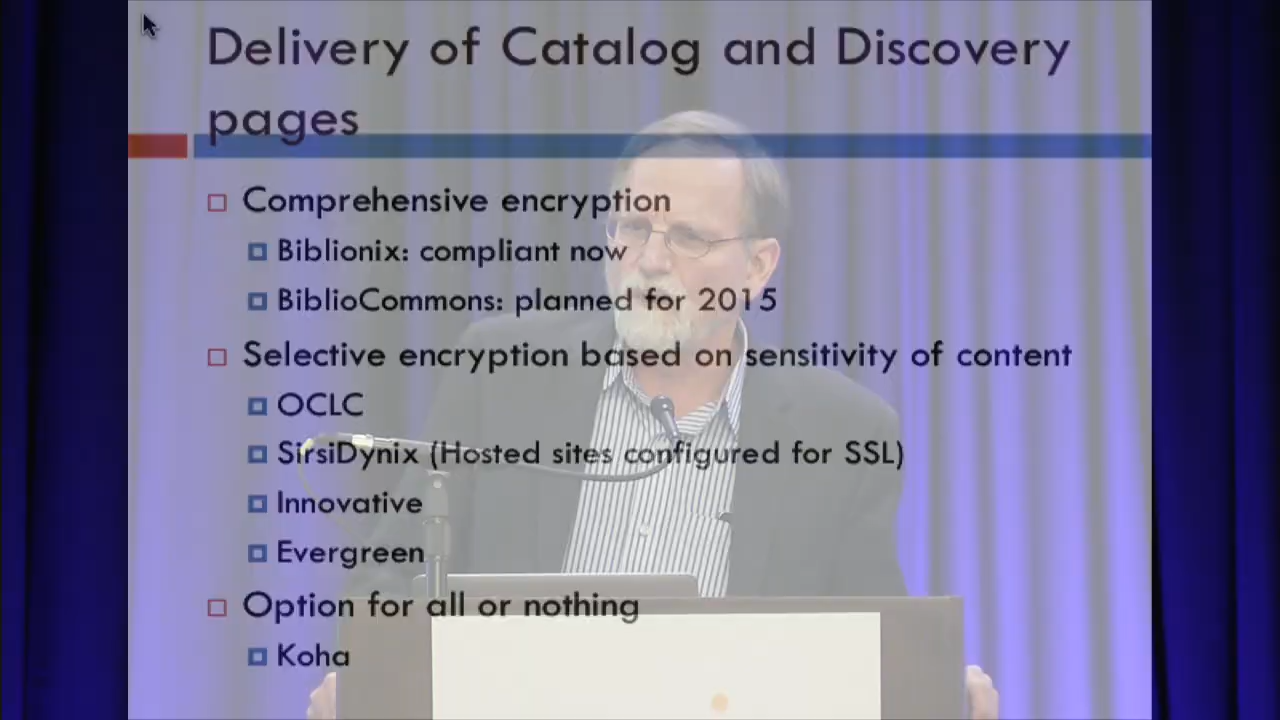 Delivery of Catalog and Discovery
pages
Comprehensive encryption
Biblionix: compliant now
BiblioCommons: planned for 2015
Selective encryption based on sensitivity of content
OCLC
SirsiDynix (Hosted sites configured for SSL)
Innovative
Evergreen
Option for all or nothing
Koha